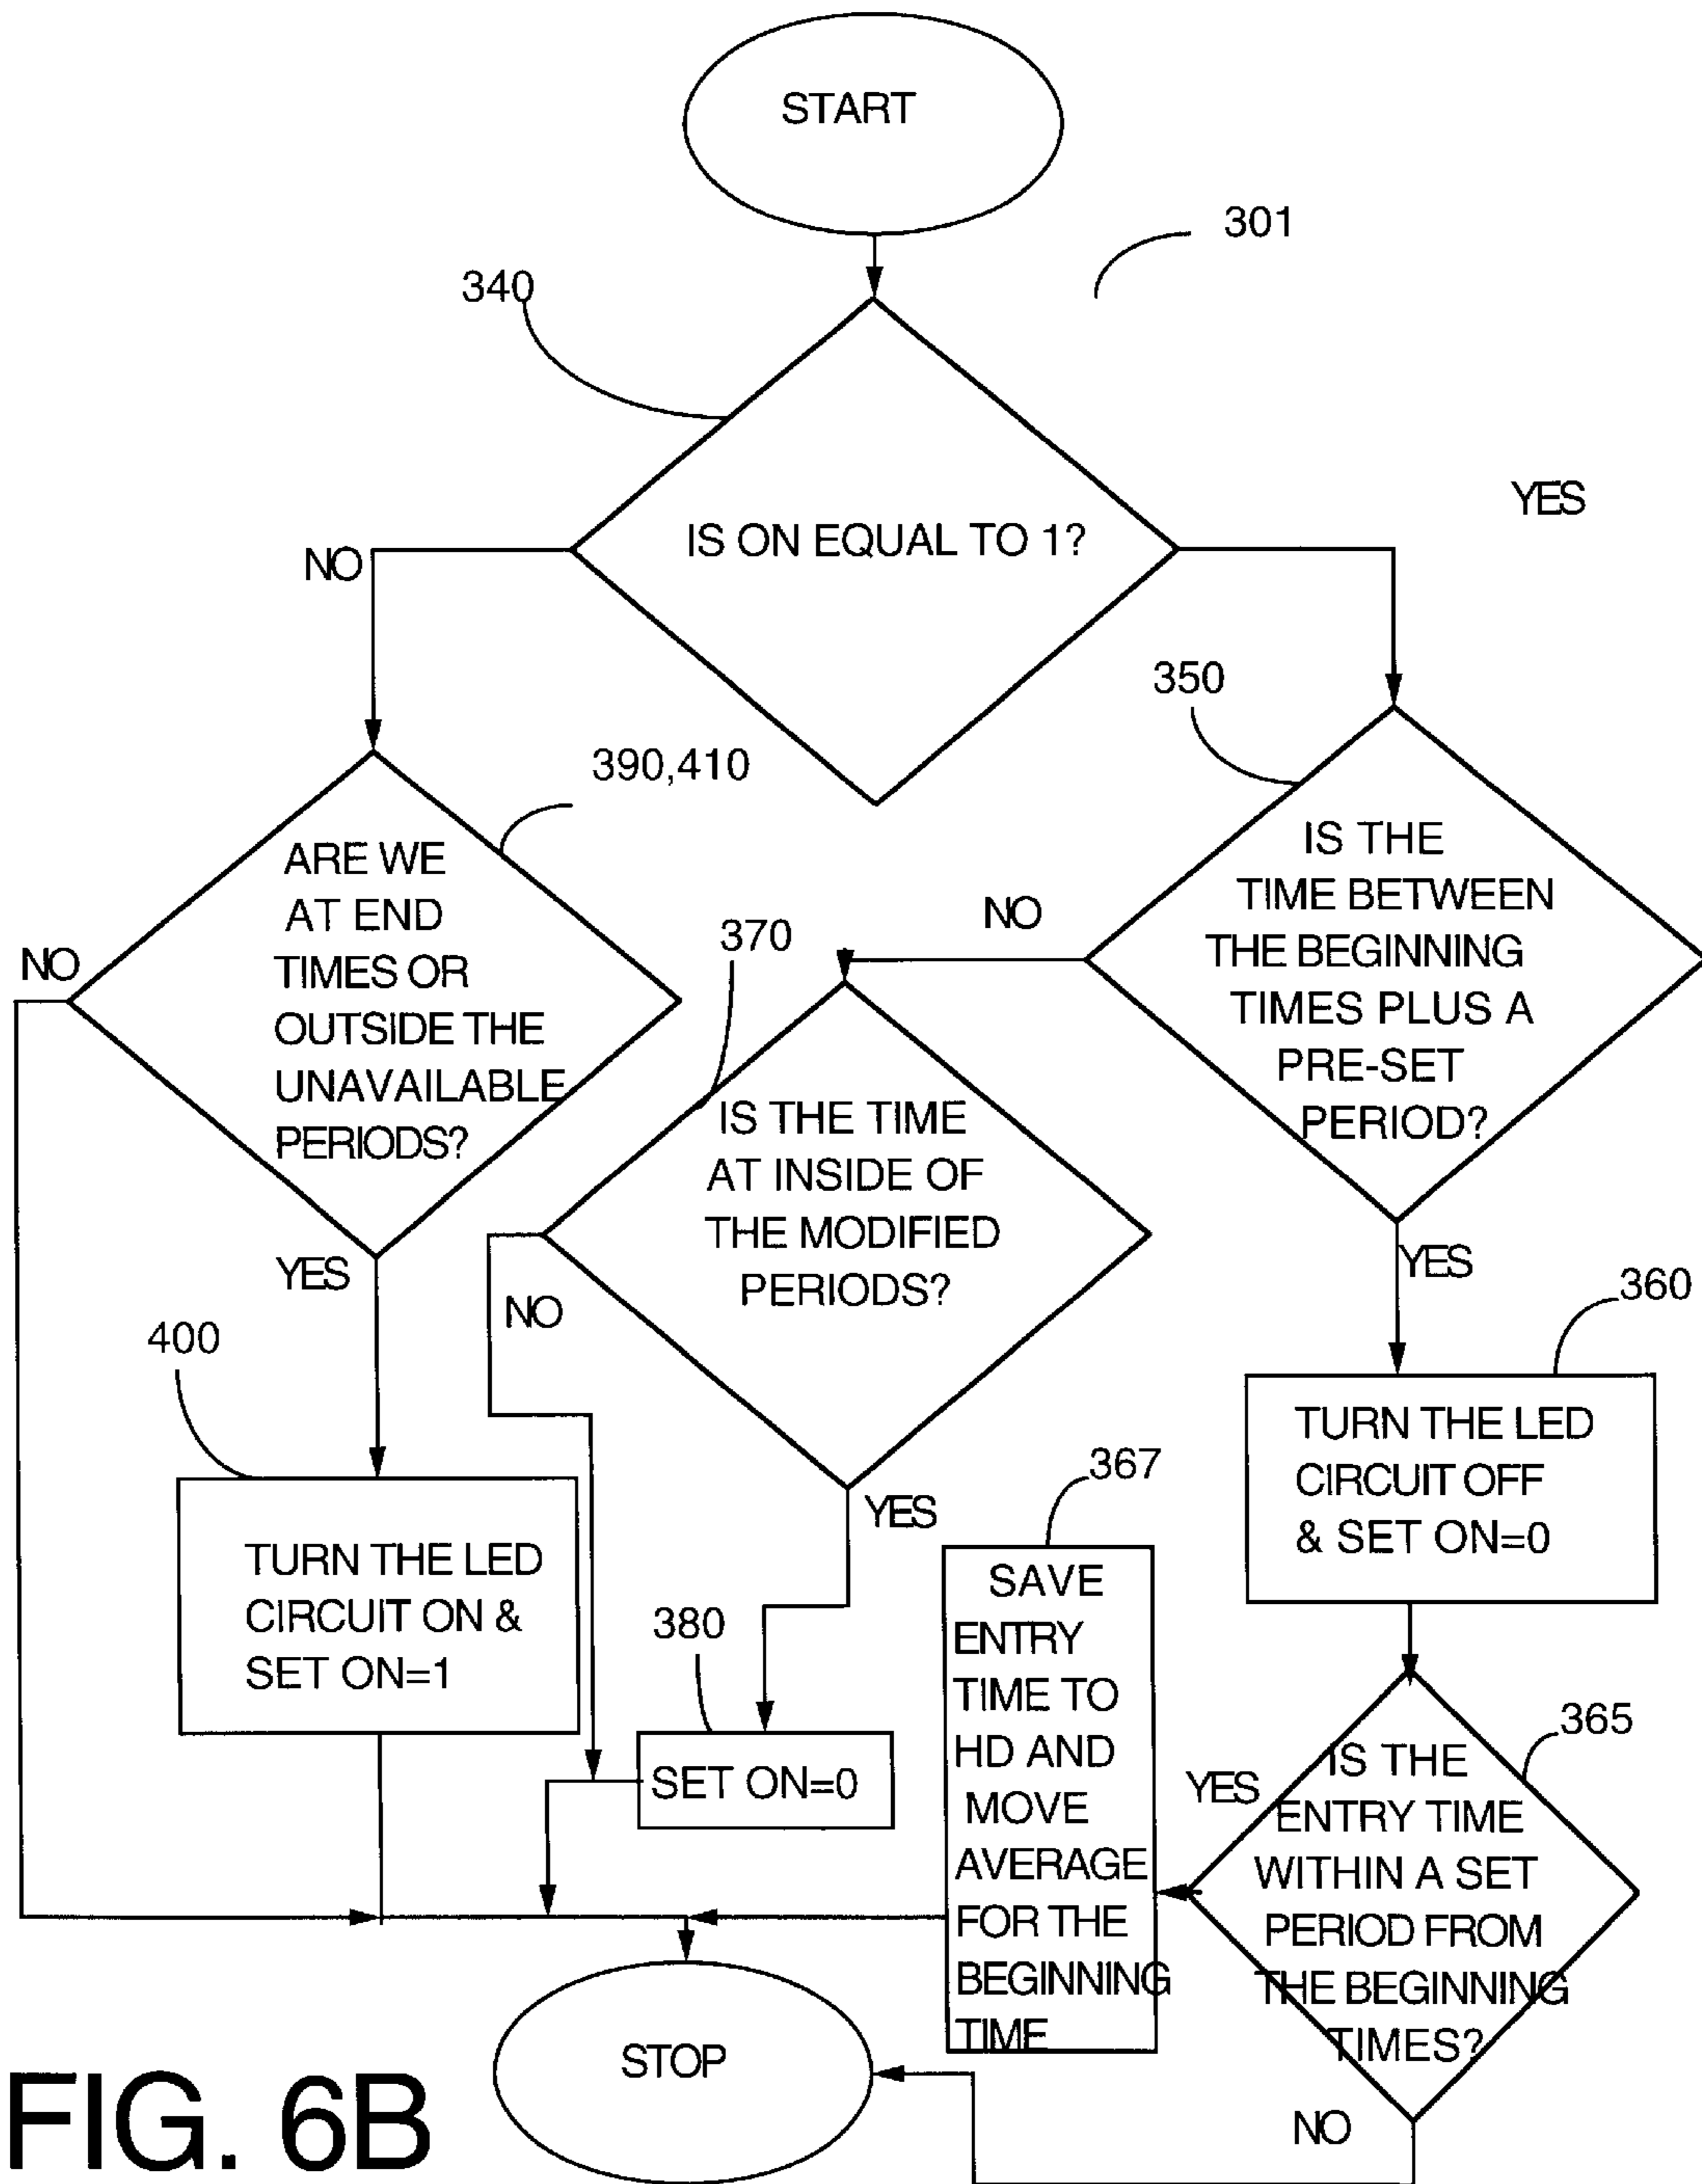 START
301
340
YES
IS ON EQUAL TO 1?
NO
350
390,410
IS THE
TIME BETWEEN
THE BEGINNING
TIMES PLUS A
PRE-SET
PERIOD?
ARE WE
AT END
TIMES OR
OUTSIDE THE
UNAVAILABLE
PERIODS?
NO
370
NO
IS THE TIME
AT INSIDE OF
THE MODIFIED
PERIODS?
YES
YES
360
NO
400
TURN THE LED
CIRCUIT OFF
& SET ON=0
367
YES
TURN THE LED
CIRCUIT ON &
SET ON=1
SAVE
ENTRY
TIME TO
HD AND
MOVE
AVERAGE
FOR THE
BEGINNING
TIME
380
SET ON=0
365
YES
IS THE
ENTRY TIME
WITHIN A SET
PERIOD FROM
THE BEGINNING
TIMES?
STOP
NO
FIG. 6B